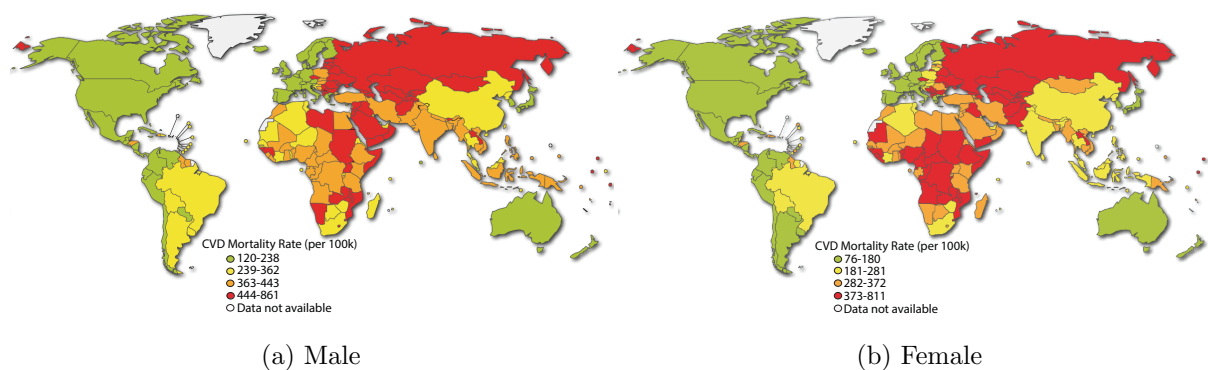 CVD Mortality Rate (per 100k)
120-238
239-362
363-443
444-861
Data not available
(a) Male
CVD Mortality Rate (per 100k)
76-180
181-281
282-372
373-811
Data not available
(b) Female